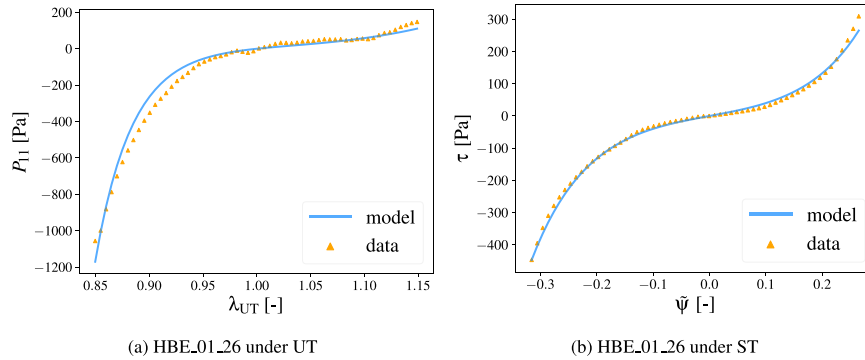 200
0
−200
−400
−600
−800
−1000
−1200
P11 [Pa]
model
data
0.85 0.90 0.95 1.00 1.05 1.10 1.15
λUT [-]
(a) HBE_01_26 under UT
300
200
100
0
−100
−200
−300
−400
τ [Pa]
model
data
−0.3 −0.2 −0.1 0.0 0.1 0.2
ψ̃ [-]
(b) HBE_01_26 under ST